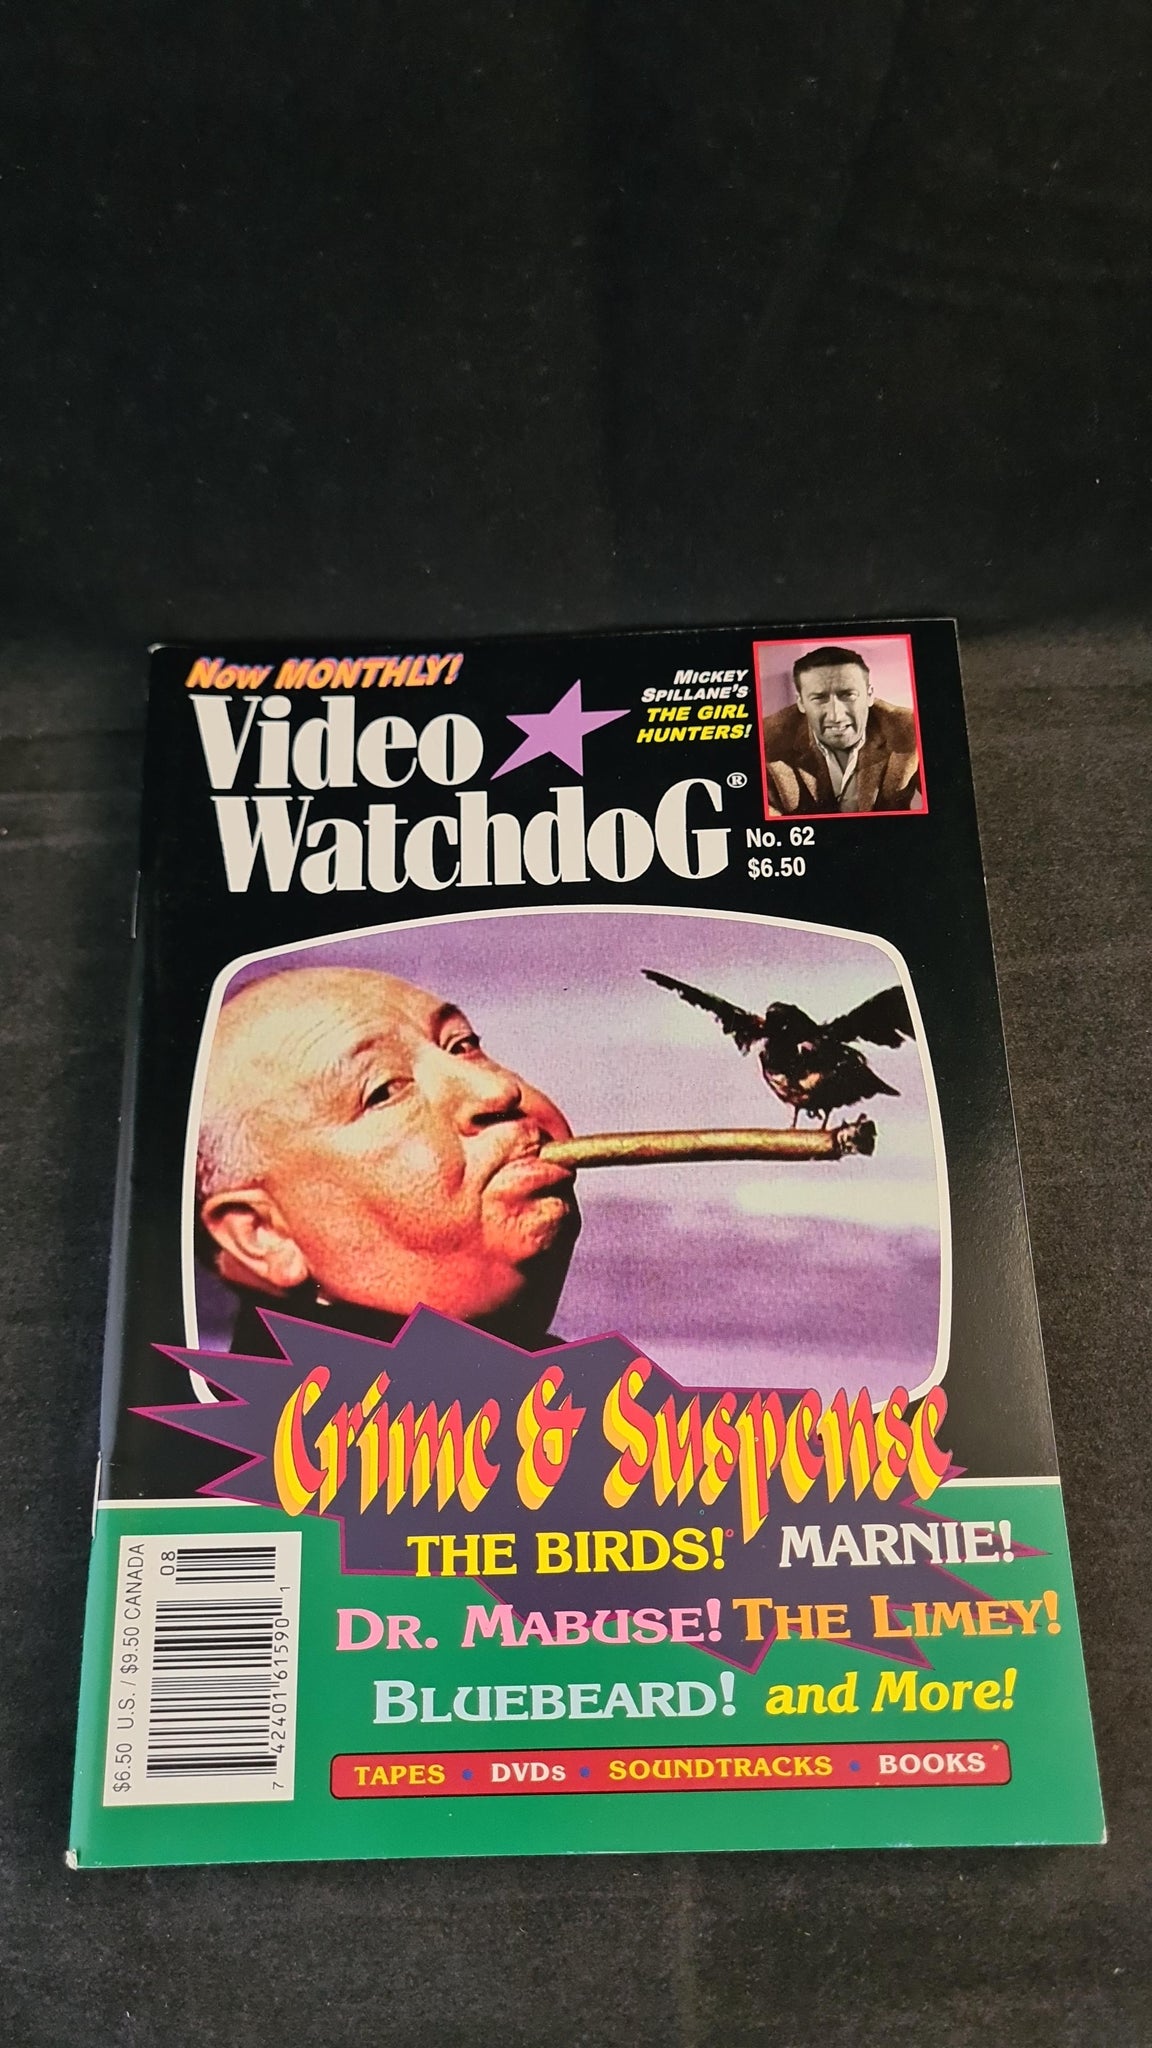 Now MONTHLY!
Video
WatchdoG®
MICKEY
SPILLANE'S
THE GIRL
HUNTERS!
No. 62
$6.50
Crime & Suspense
THE BIRDS! MARNIE!
DR. MABUSE! THE LIMEY!
BLUEBEARD! and More!
TAPES • DVDs • SOUNDTRACKS • BOOKS
$6.50 U.S. / $9.50 CANADA
08
7 42401 61590 1